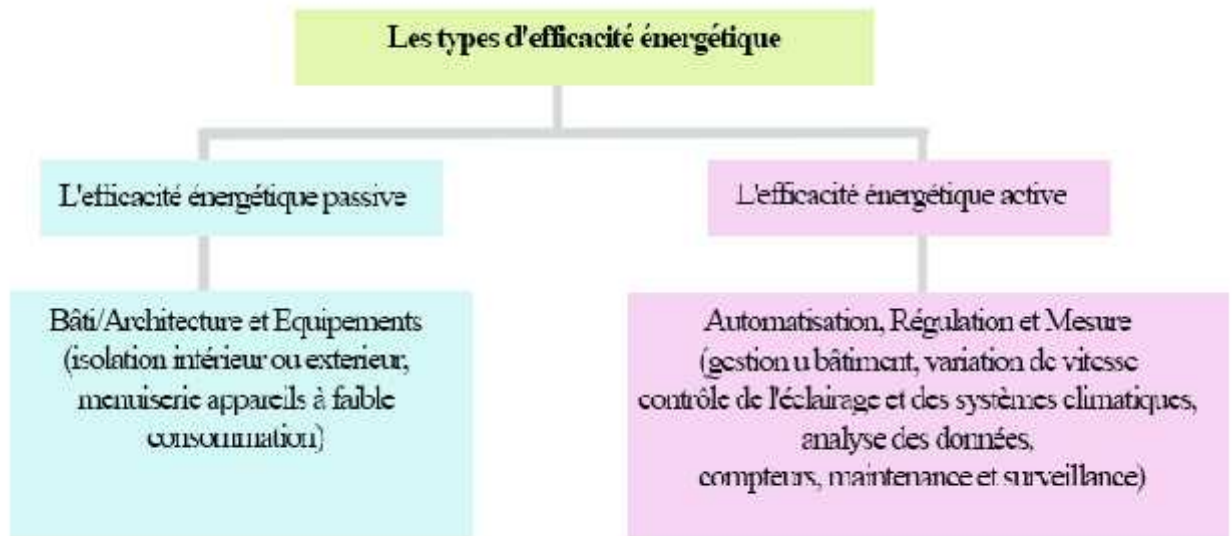 Les types d'efficacité énergétique
L'efficacité énergétique passive
L'efficacité énergétique active
Bâti/Architecture et Equipements
(isolation intérieur ou exterieur,
menuiserie appareils à faible
consommation)
Automatisation, Régulation et Mesure
(gestion u bâtiment, variation de vitesse
contrôle de l'éclairage et des systèmes climatiques,
analyse des données,
compteurs, maintenance et surveillance)